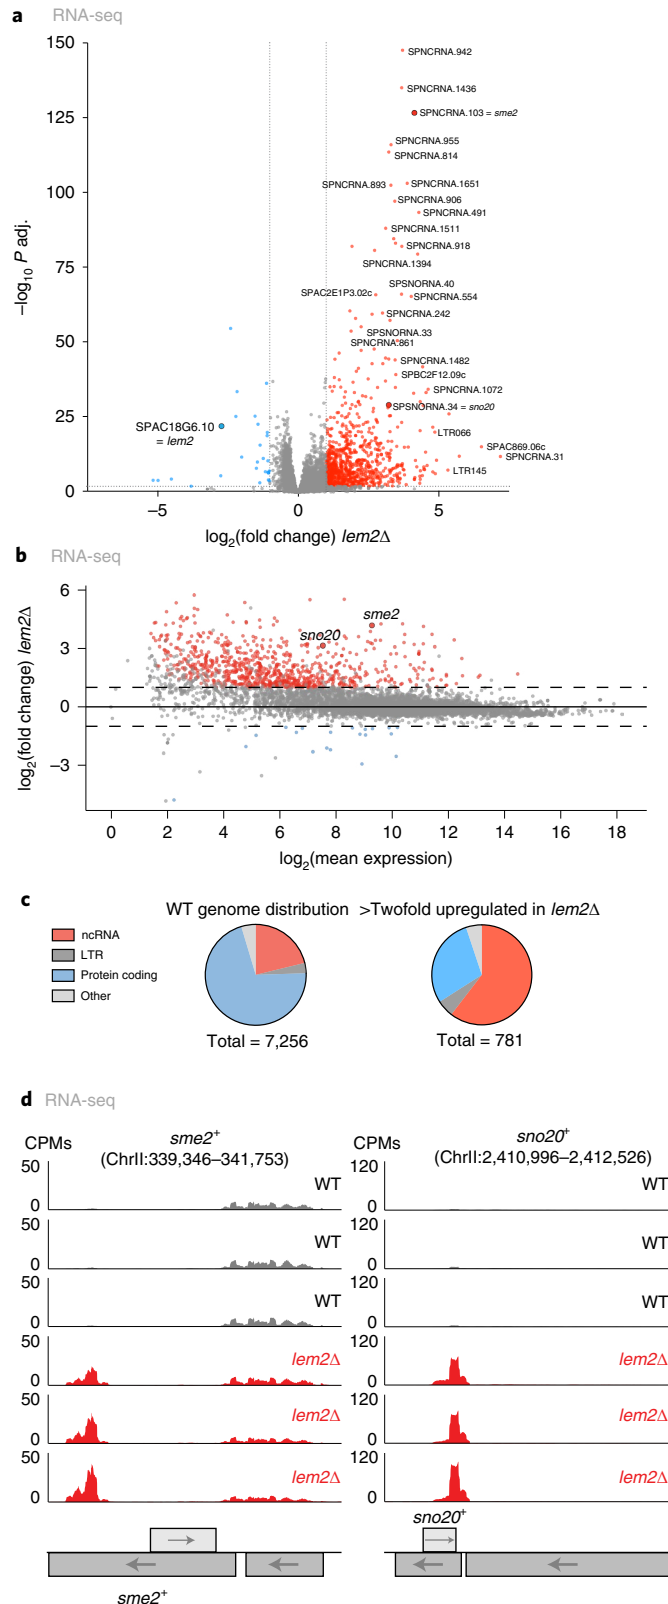 a RNA-seq
150
125
100
75
50
25
0
−log10 P adj.
SPNCRNA.942
SPNCRNA.1436
SPNCRNA.103 = sme2
SPNCRNA.955
SPNCRNA.814
SPNCRNA.893
SPNCRNA.1651
SPNCRNA.906
SPNCRNA.491
SPNCRNA.1511
SPNCRNA.918
SPNCRNA.1394
SPSNORNA.40
SPAC2E1P3.02c
SPNCRNA.554
SPNCRNA.242
SPSNORNA.33
SPNCRNA.861
SPNCRNA.1482
SPBC2F12.09c
SPNCRNA.1072
SPSNORNA.34 = sno20
SPAC18G6.10
= lem2
LTR066
SPAC869.06c
SPNCRNA.31
LTR145
−5 0 5
log2(fold change) lem2Δ
b RNA-seq
6
3
0
−3
log2(fold change) lem2Δ
sme2
sno20
0 2 4 6 8 10 12 14 16 18
log2(mean expression)
c
WT genome distribution >Twofold upregulated in lem2Δ
ncRNA
LTR
Protein coding
Other
Total = 7,256 Total = 781
d RNA-seq
CPMs sme2+
(ChrII:339,346–341,753)
50
0
WT
50
0
WT
50
0
WT
50
0
lem2Δ
50
0
lem2Δ
50
0
lem2Δ
sme2+
CPMs sno20+
(ChrII:2,410,996–2,412,526)
120
0
WT
120
0
WT
120
0
WT
120
0
lem2Δ
120
0
lem2Δ
120
0
lem2Δ
sno20+